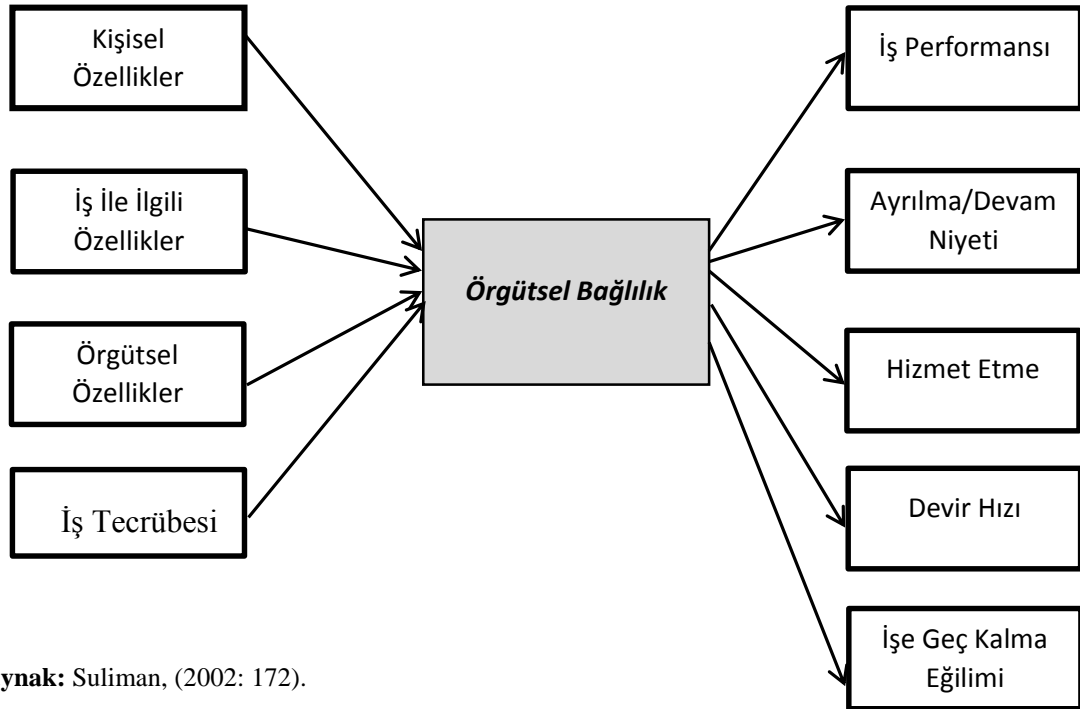 Kişisel
Özellikler
İş İle İlgili
Özellikler
Örgütsel
Özellikler
İş Tecrübesi
Örgütsel Bağlılık
İş Performansı
Ayrılma/Devam
Niyeti
Hizmet Etme
Devir Hızı
İşe Geç Kalma
Eğilimi
ynak: Suliman, (2002: 172).